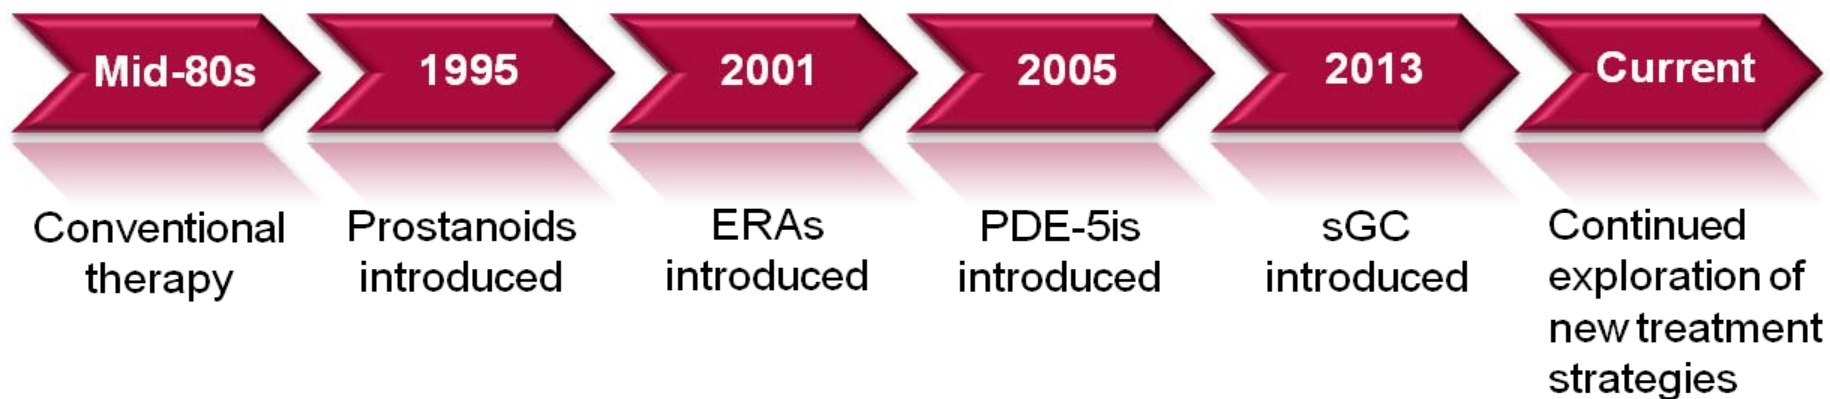 Mid-80s
Conventional
therapy
1995
Prostanoids
introduced
2001
ERAs
introduced
2005
PDE-5is
introduced
2013
sGC
introduced
Current
Continued
exploration of
new treatment
strategies